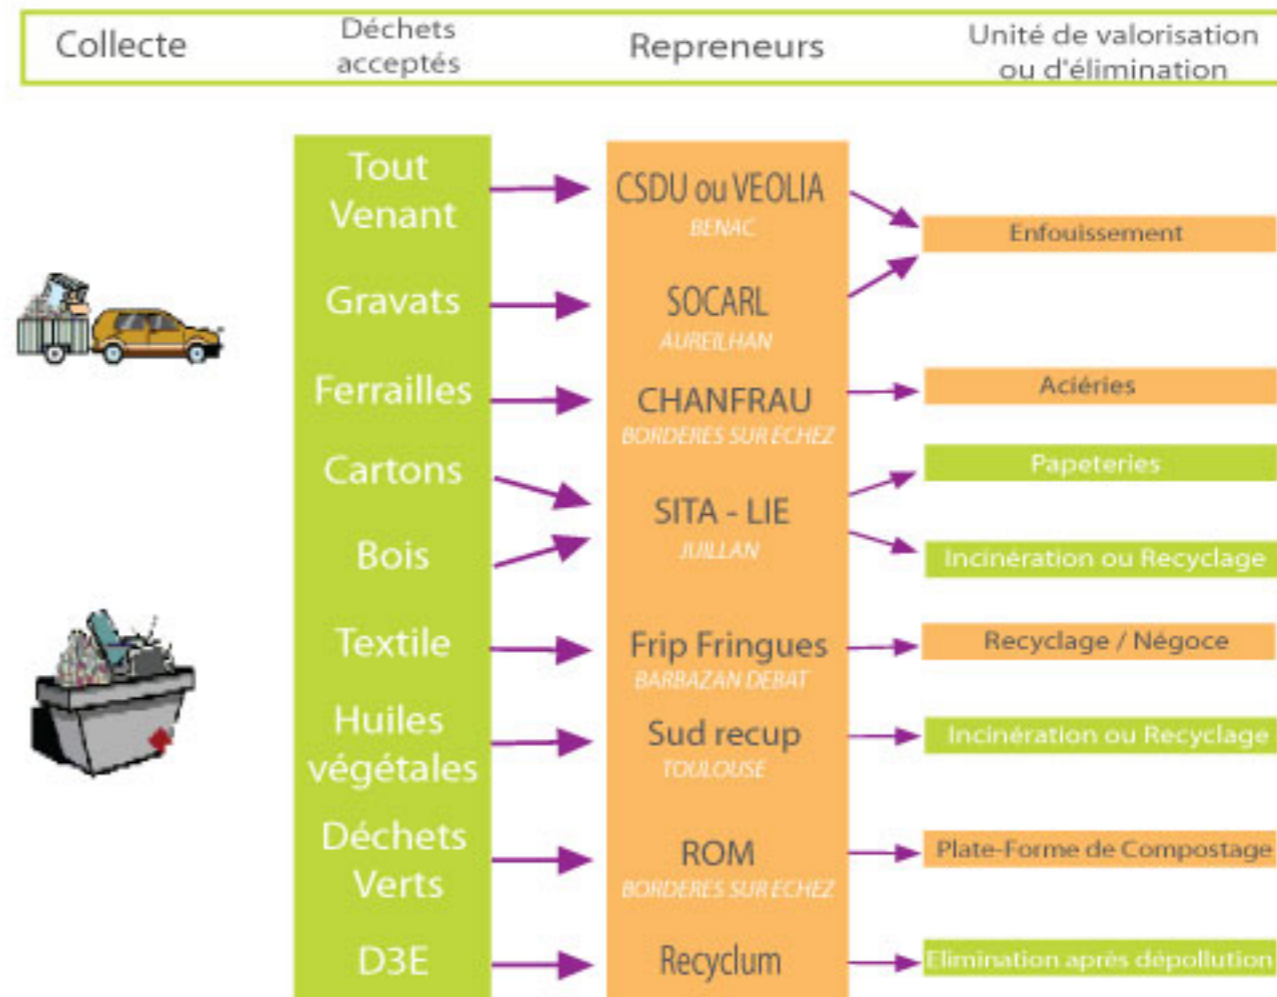 Collecte
Déchets
acceptés
Repreneurs
Unité de valorisation
ou d'élimination
Tout
Venant
CSDU ou VEOLIA
BENAC
Enfouissement
Gravats
SOCARL
AUREILHAN
Ferrailles
CHANFRAU
BORDERES SUR ECHEZ
Aciéries
Cartons
Bois
SITA - LIE
JUILLAN
Papeteries
Incinération ou Recyclage
Textile
Frip Fringues
BARBAZAN DEBAT
Recyclage / Négoce
Huiles
végétales
Sud recup
TOULOUSE
Incinération ou Recyclage
Déchets
Verts
ROM
BORDERES SUR ECHEZ
Plate-Forme de Compostage
D3E
Recyclum
Elimination après dépollution